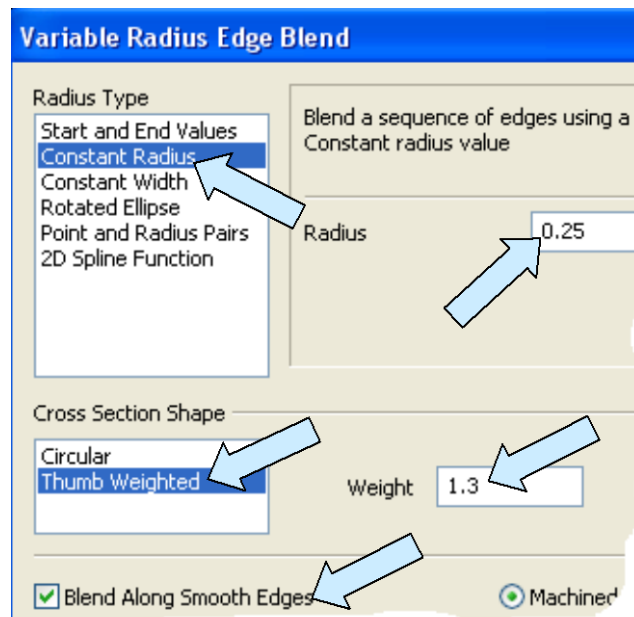 Variable Radius Edge Blend
Radius Type
Start and End Values
Constant Radius
Constant Width
Rotated Ellipse
Point and Radius Pairs
2D Spline Function
Blend a sequence of edges using a
Constant radius value
Radius 0.25
Cross Section Shape
Circular
Thumb Weighted
Weight 1.3
Blend Along Smooth Edges
Machined